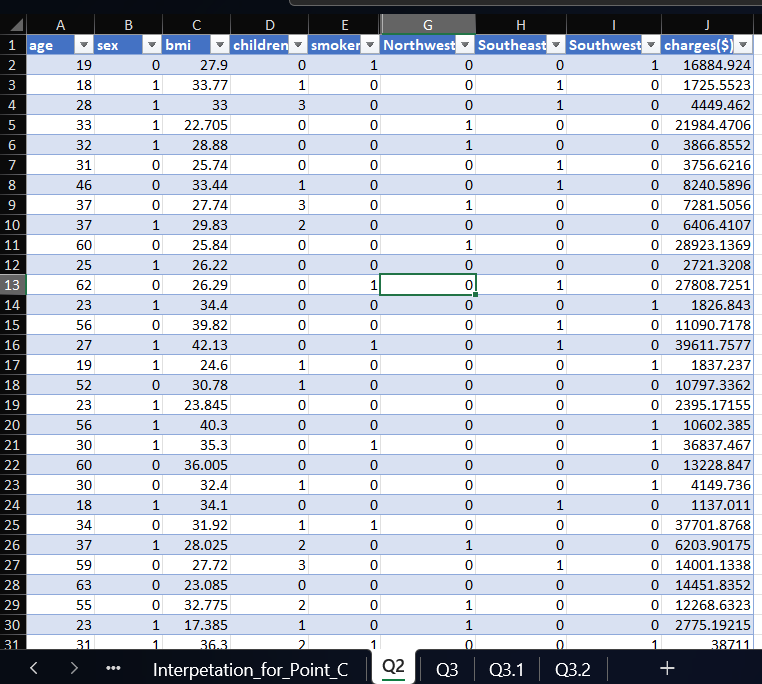 A B C D E G H I J
1 age sex bmi children smoker Northwest Southeast Southwest charges($)
2 19 0 27.9 0 1 0 0 1 16884.924
3 18 1 33.77 1 0 0 1 0 1725.5523
4 28 1 33 3 0 0 1 0 4449.462
5 33 1 22.705 0 0 1 0 0 21984.4706
6 32 1 28.88 0 0 1 0 0 3866.8552
7 31 0 25.74 0 0 0 1 0 3756.6216
8 46 0 33.44 1 0 0 1 0 8240.5896
9 37 0 27.74 3 0 1 0 0 7281.5056
10 37 1 29.83 2 0 0 0 0 6406.4107
11 60 0 25.84 0 0 1 0 0 28923.1369
12 25 1 26.22 0 0 0 0 0 2721.3208
13 62 0 26.29 0 1 0 1 0 27808.7251
14 23 1 34.4 0 0 0 0 1 1826.843
15 56 0 39.82 0 0 0 1 0 11090.7178
16 27 1 42.13 0 1 0 1 0 39611.7577
17 19 1 24.6 1 0 0 0 1 1837.237
18 52 0 30.78 1 0 0 0 0 10797.3362
19 23 1 23.845 0 0 0 0 0 2395.17155
20 56 1 40.3 0 0 0 0 1 10602.385
21 30 1 35.3 0 1 0 0 1 36837.467
22 60 0 36.005 0 0 0 0 0 13228.847
23 30 0 32.4 1 0 0 0 1 4149.736
24 18 1 34.1 0 0 0 1 0 1137.011
25 34 0 31.92 1 1 0 0 0 37701.8768
26 37 1 28.025 2 0 1 0 0 6203.90175
27 59 0 27.72 3 0 0 1 0 14001.1338
28 63 0 23.085 0 0 0 0 0 14451.8352
29 55 0 32.775 2 0 1 0 0 12268.6323
30 23 1 17.385 1 0 1 0 0 2775.19215
31 31 1 36.3 2 1 0 0 1 38711
Interpetation_for_Point_C Q2 Q3 Q3.1 Q3.2